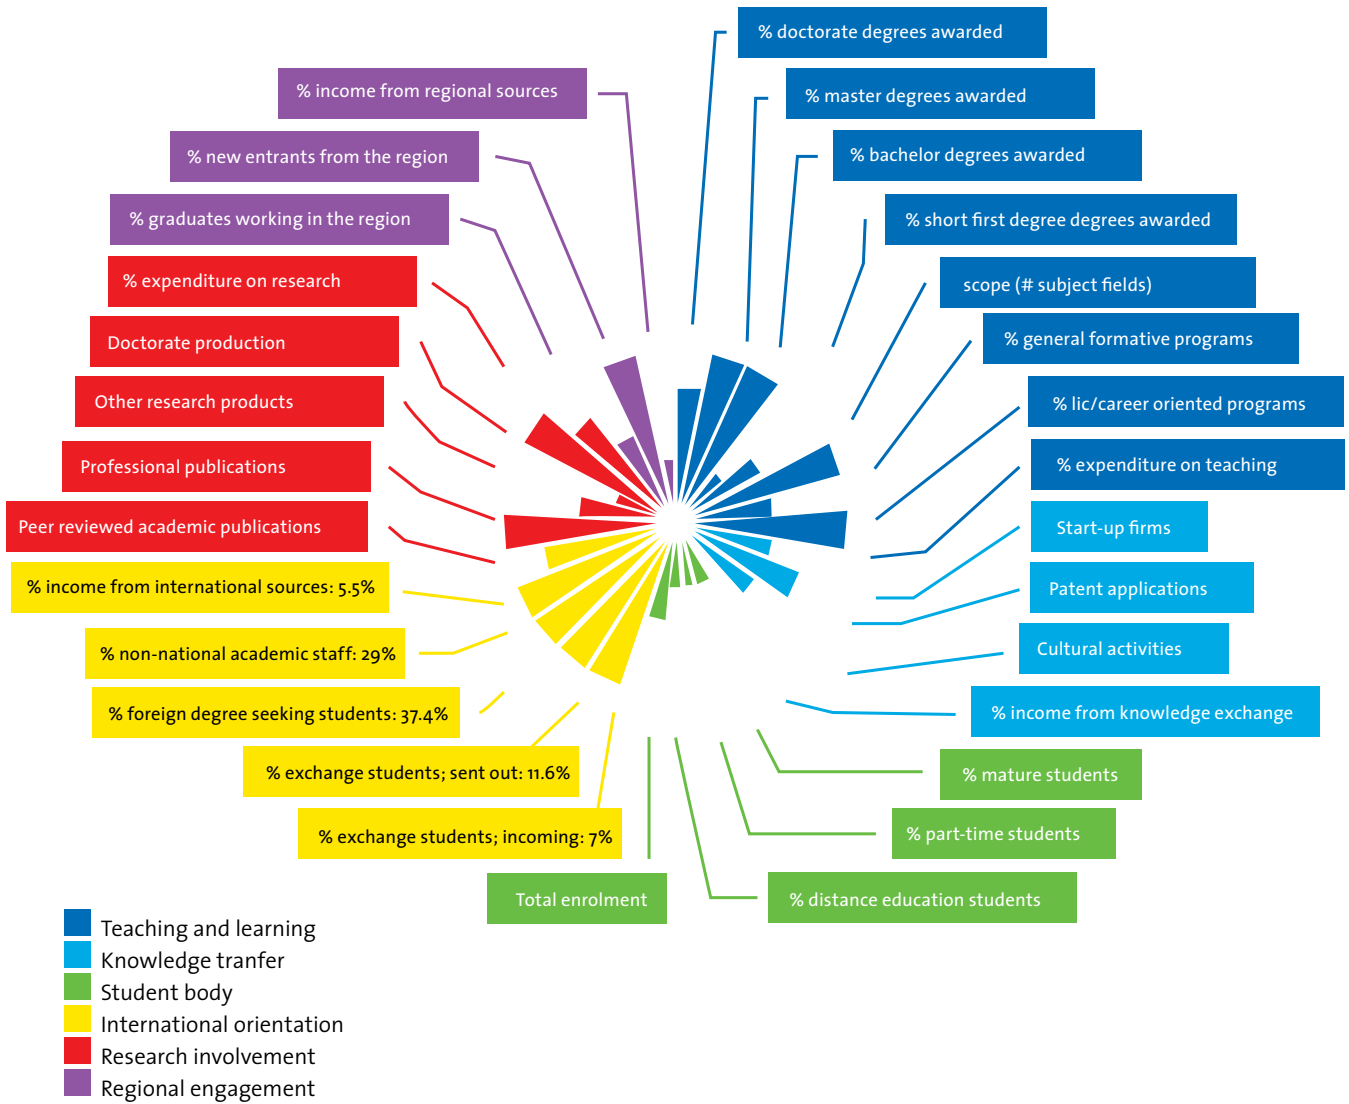 % doctorate degrees awarded
% master degrees awarded
% bachelor degrees awarded
% short first degree degrees awarded
scope (# subject fields)
% general formative programs
% lic/career oriented programs
% expenditure on teaching
Start-up firms
Patent applications
Cultural activities
% income from knowledge exchange
% mature students
% part-time students
% distance education students
Total enrolment
% exchange students; incoming: 7%
% exchange students; sent out: 11.6%
% foreign degree seeking students: 37.4%
% non-national academic staff: 29%
% income from international sources: 5.5%
Peer reviewed academic publications
Professional publications
Other research products
Doctorate production
% expenditure on research
% graduates working in the region
% new entrants from the region
% income from regional sources
Teaching and learning
Knowledge tranfer
Student body
International orientation
Research involvement
Regional engagement